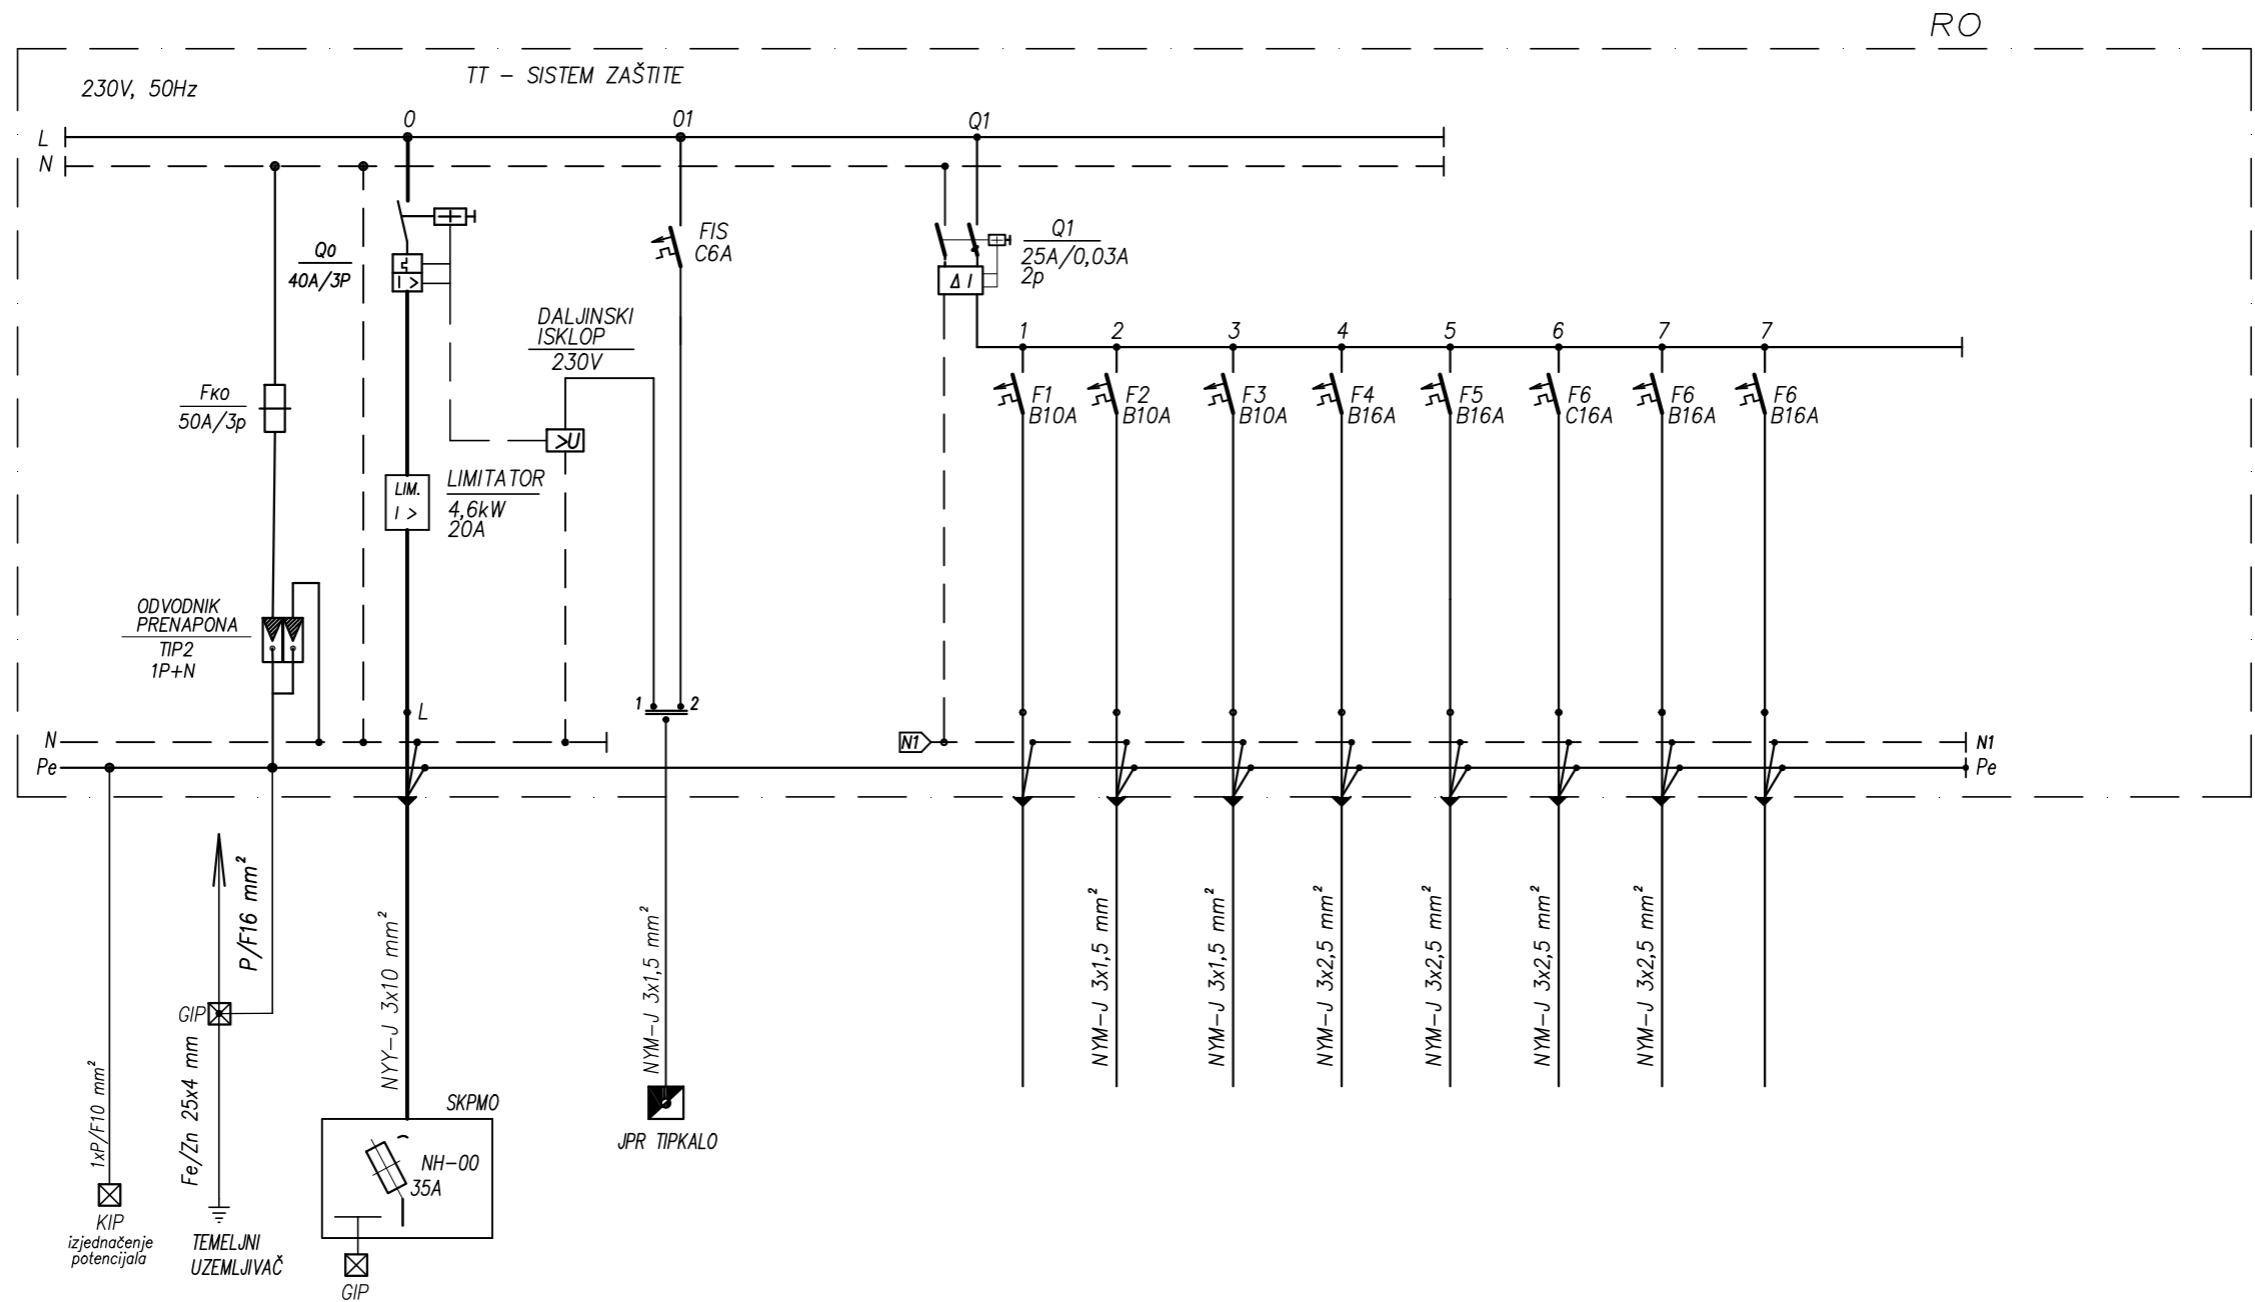 RO
TT – SISTEM ZAŠTITE
230V, 50Hz
L
N
O
O1
Q1
Qo
40A/3P
FIS
C6A
Q1
25A/0,03A
2p
ΔI
I >
DALJINSKI
ISKLOP
230V
>U
Fко
50A/3p
LIM.
I >
LIMITATOR
4,6kW
20A
ODVODNIK
PRENAPONA
TIP2
1P+N
1
2
3
4
5
6
7
7
F1
B10A
F2
B10A
F3
B10A
F4
B16A
F5
B16A
F6
C16A
F6
B16A
F6
B16A
L
1
2
N
Pe
N1
N1
Pe
P/F16 mm²
GIP
Fe/Zn 25x4 mm
1xP/F10 mm²
NYY-J 3x10 mm²
NYM-J 3x1,5 mm²
NYM-J 3x1,5 mm²
NYM-J 3x1,5 mm²
NYM-J 3x2,5 mm²
NYM-J 3x2,5 mm²
NYM-J 3x2,5 mm²
NYM-J 3x2,5 mm²
SKPMO
NH-00
35A
JPR TIPKALO
KIP
izjednačenje
potencijala
TEMELJNI
UZEMLJIVAČ
GIP